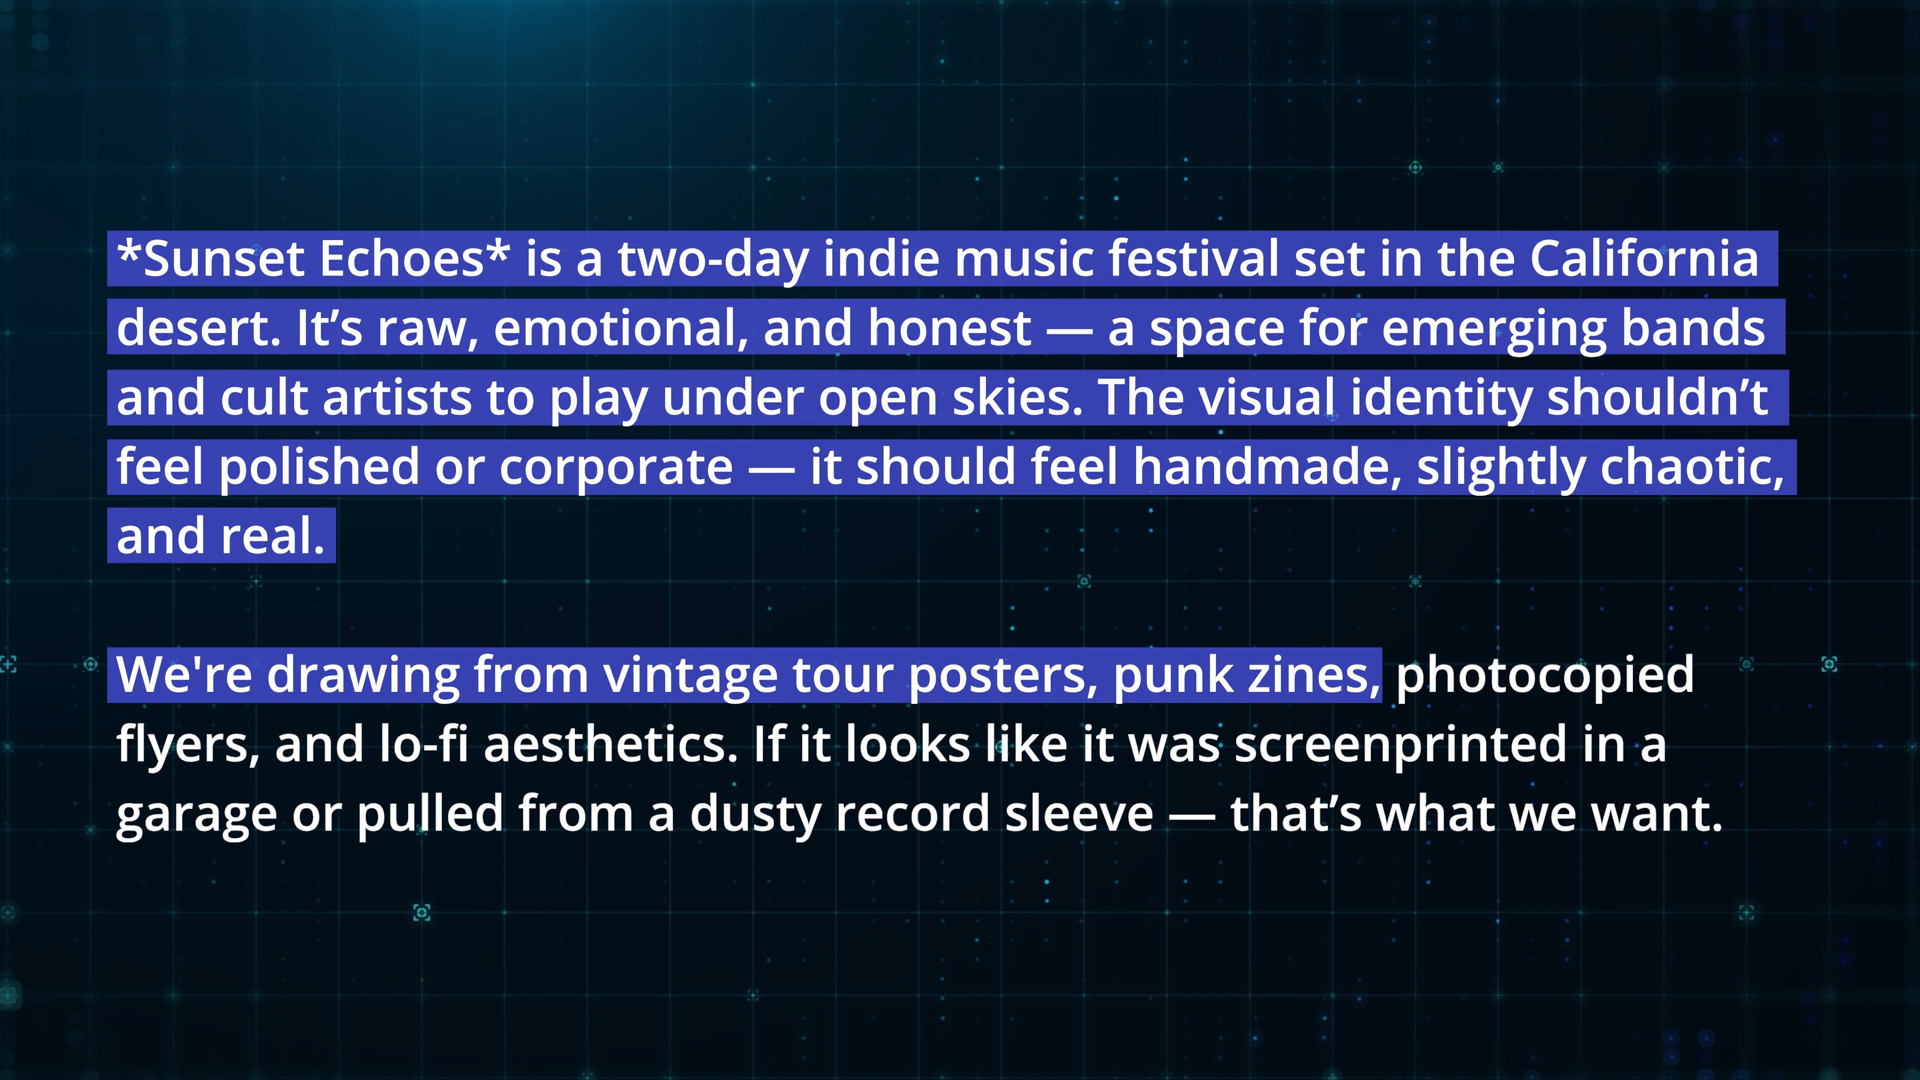 *Sunset Echoes* is a two-day indie music festival set in the California
desert. It’s raw, emotional, and honest — a space for emerging bands
and cult artists to play under open skies. The visual identity shouldn’t
feel polished or corporate — it should feel handmade, slightly chaotic,
and real.
We're drawing from vintage tour posters, punk zines, photocopied
flyers, and lo-fi aesthetics. If it looks like it was screenprinted in a
garage or pulled from a dusty record sleeve — that’s what we want.